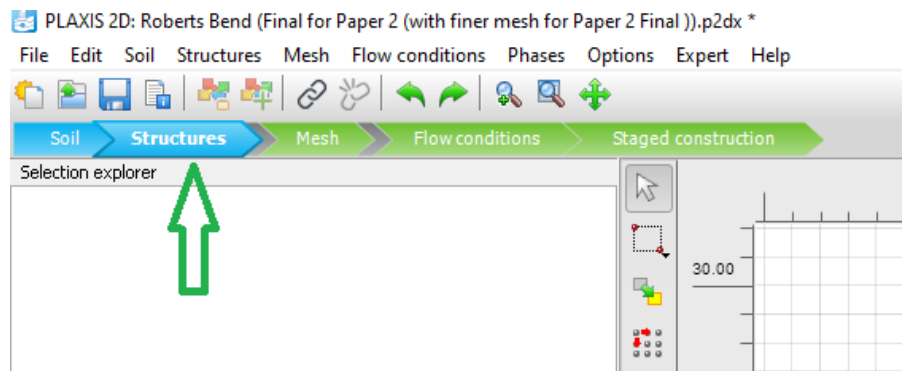 PLAXIS 2D: Roberts Bend (Final for Paper 2 (with finer mesh for Paper 2 Final )).p2dx *
File Edit Soil Structures Mesh Flow conditions Phases Options Expert Help
Soil Structures Mesh Flow conditions Staged construction
Selection explorer
30.00